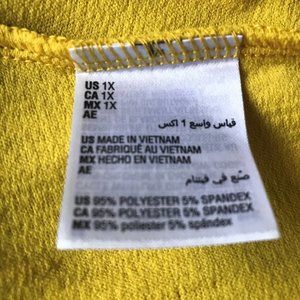 US 1X
CA 1X
MX 1X
AE
قياس واسع 1 اكس
US MADE IN VIETNAM
CA FABRIQUÉ AU VIETNAM
MX HECHO EN VIETNAM
AE
صنع في فيتنام
US 95% POLYESTER 5% SPANDEX
CA 95% POLYESTER 5% SPANDEX
MX 95% poliester 5% spándex